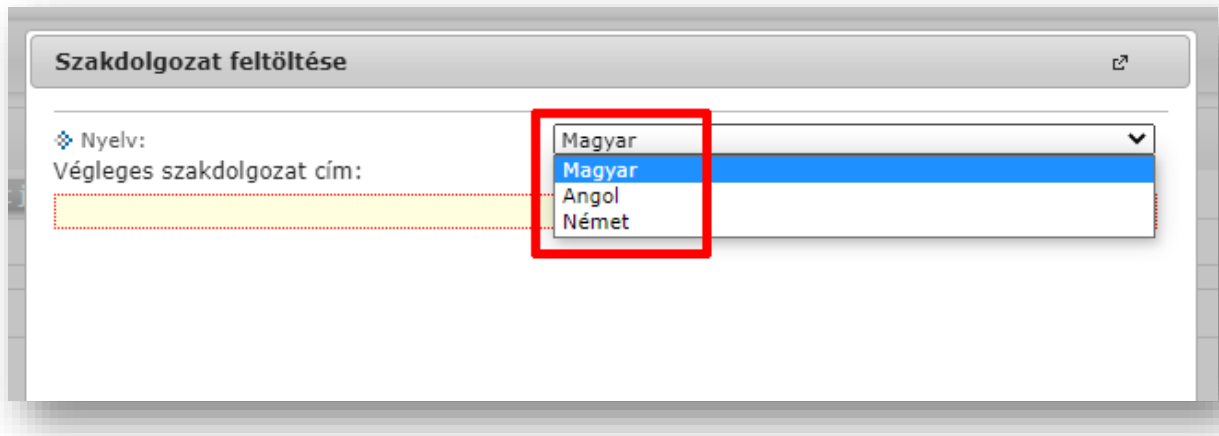 Szakdolgozat feltöltése
Nyelv:
Magyar
Végleges szakdolgozat cím:
Magyar
Angol
Német